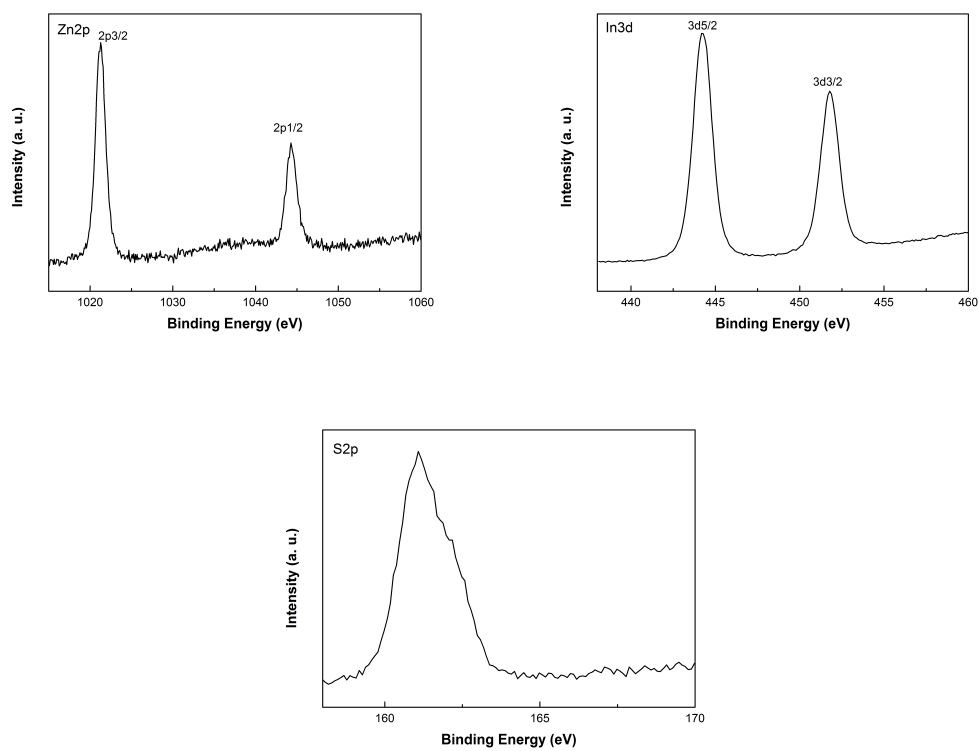 Zn2p
2p3/2
2p1/2
Intensity (a. u.)
1020
1030
1040
1050
1060
Binding Energy (eV)
In3d
3d5/2
3d3/2
Intensity (a. u.)
440
445
450
455
460
Binding Energy (eV)
S2p
Intensity (a. u.)
160
165
170
Binding Energy (eV)